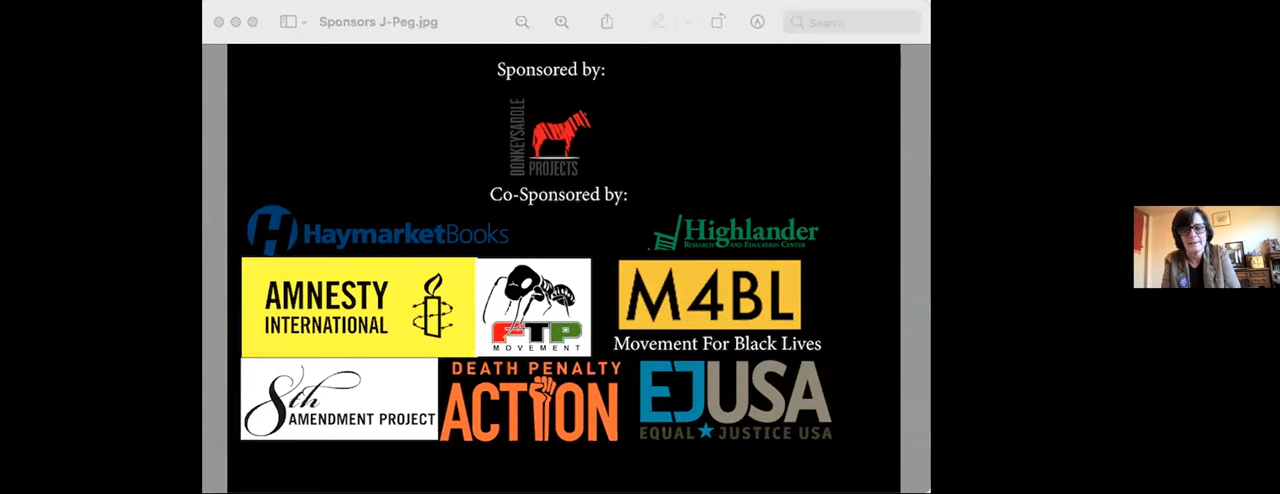 Sponsors J-Peg.jpg
Search
Sponsored by:
DONKEYSADDLE
PROJECTS
Co-Sponsored by:
HaymarketBooks
Highlander
RESEARCH AND EDUCATION CENTER
AMNESTY
INTERNATIONAL
FTP
MOVEMENT
M4BL
Movement For Black Lives
8th
AMENDMENT PROJECT
DEATH PENALTY
ACTION
EJUSA
EQUAL JUSTICE USA